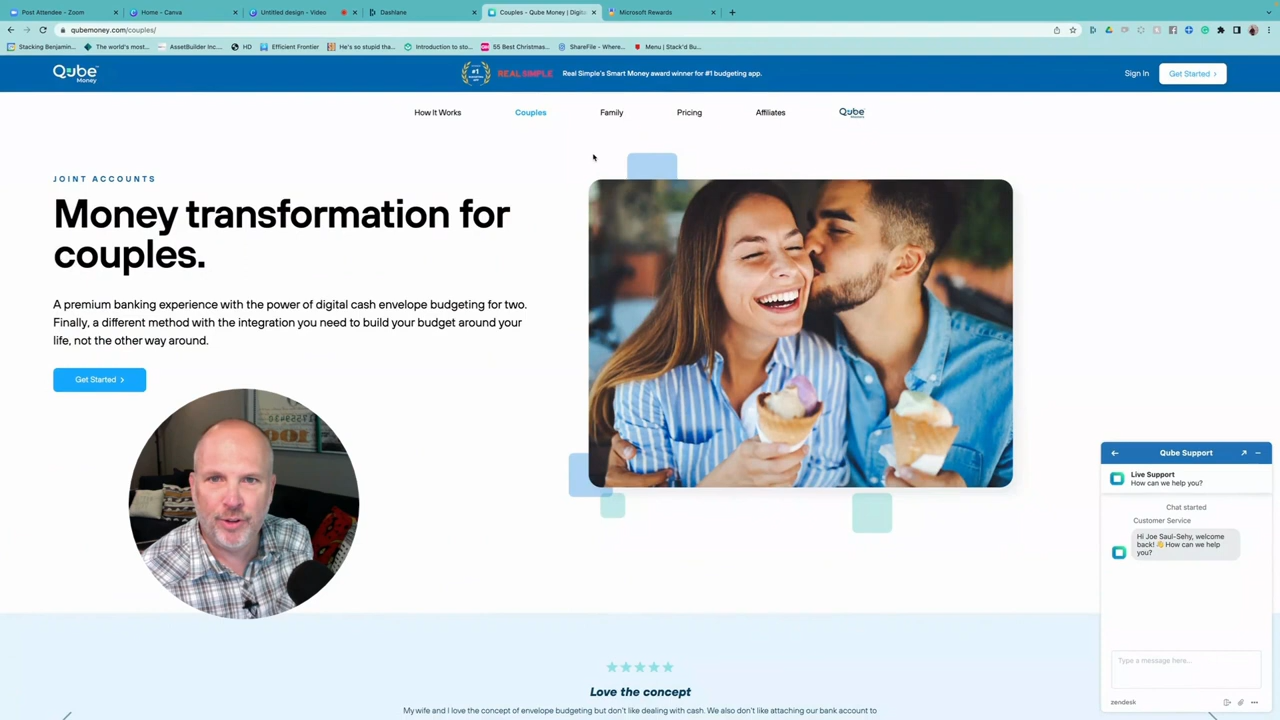 Post Attendee - Zoom
Home - Canva
Untitled design - Video
Dashlane
Couples - Qube Money | Digita
Microsoft Rewards
qubemoney.com/couples/
Stacking Benjamin...
The world's most...
AssetBuilder Inc....
HD
Efficient Frontier
He's so stupid tha...
Introduction to sto...
55 Best Christmas...
ShareFile - Where...
Menu | Stack'd Bu...
Qube
Money
#1
REAL SIMPLE
Real Simple's Smart Money award winner for #1 budgeting app.
Sign In
Get Started ›
How It Works
Couples
Family
Pricing
Affiliates
Qube
JOINT ACCOUNTS
Money transformation for
couples.
A premium banking experience with the power of digital cash envelope budgeting for two.
Finally, a different method with the integration you need to build your budget around your
life, not the other way around.
Get Started ›
Qube Support
Live Support
How can we help you?
Chat started
Customer Service
Hi Joe Saul-Sehy, welcome
back! 👋 How can we help
you?
Type a message here...
zendesk
Love the concept
My wife and I love the concept of envelope budgeting but don't like dealing with cash. We also don't like attaching our bank account to